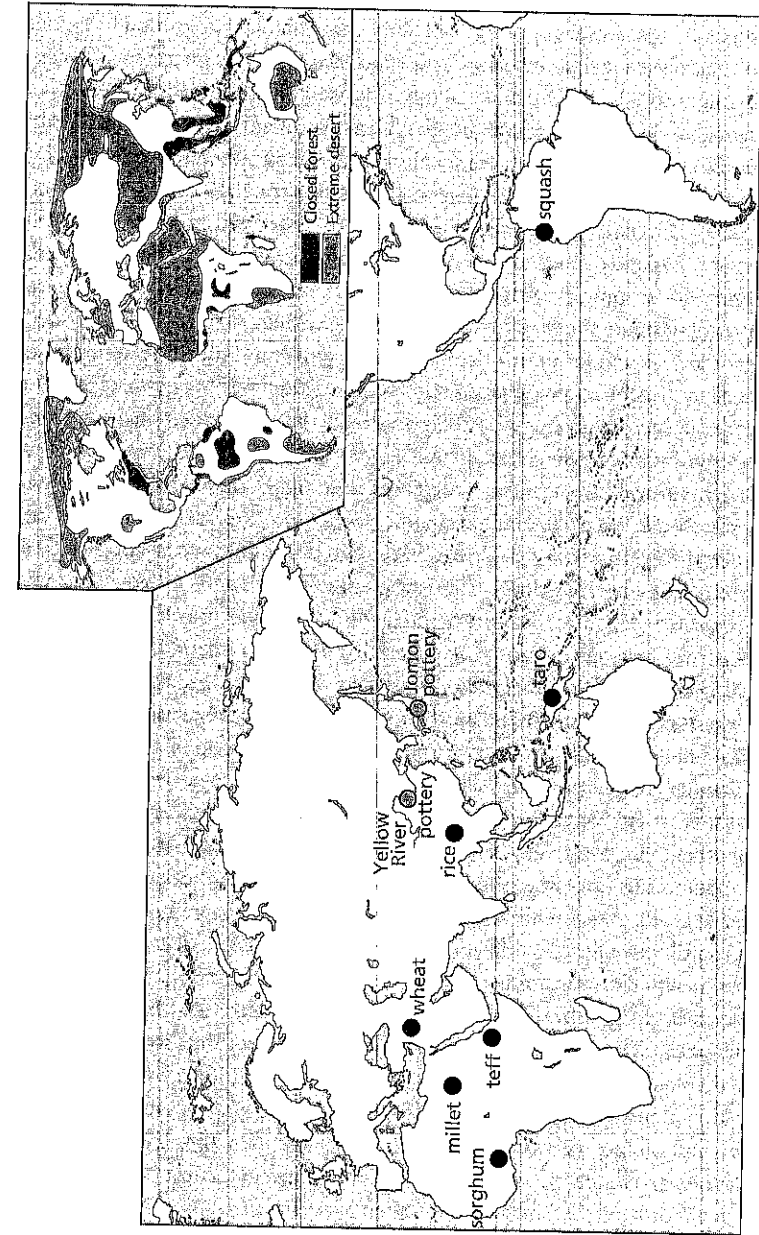 Closed forest
Extreme desert
sorghum
millet
teff
wheat
rice
Yellow
River
pottery
Jomon
pottery
taro
squash